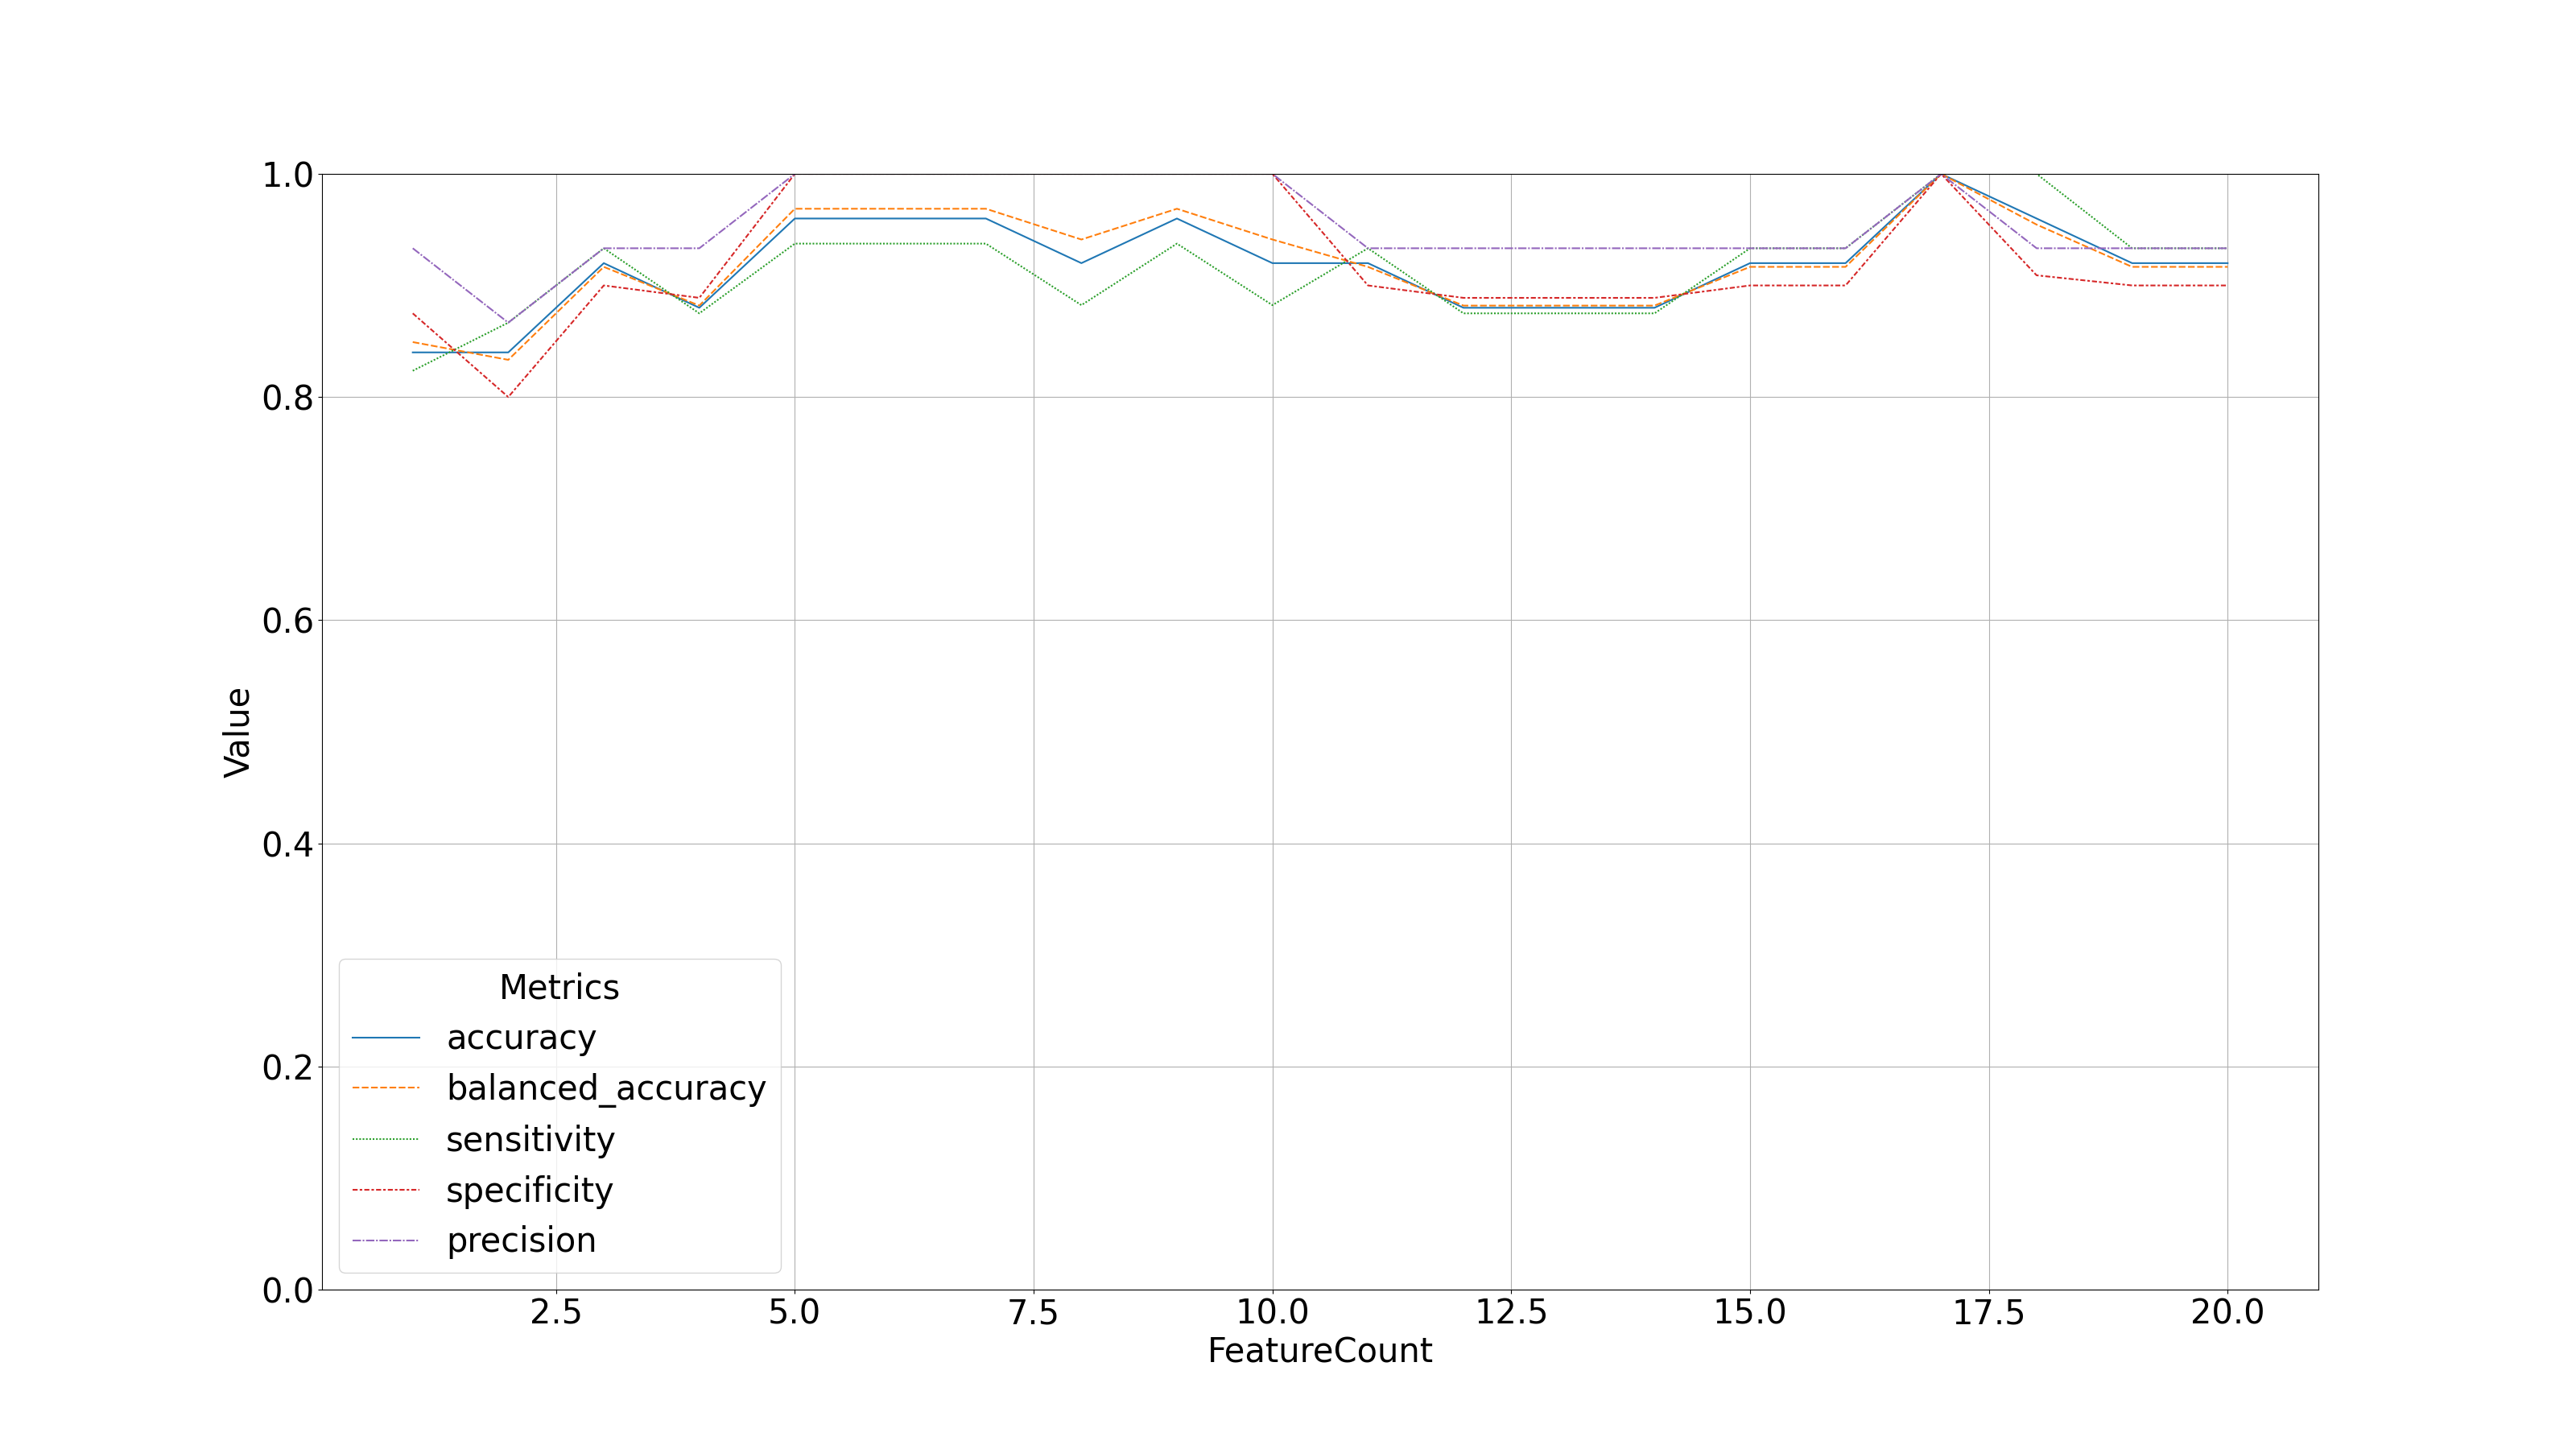 1.0
0.8
0.6
0.4
0.2
0.0
Value
Metrics
accuracy
balanced_accuracy
sensitivity
specificity
precision
2.5 5.0 7.5 10.0 12.5 15.0 17.5 20.0
FeatureCount